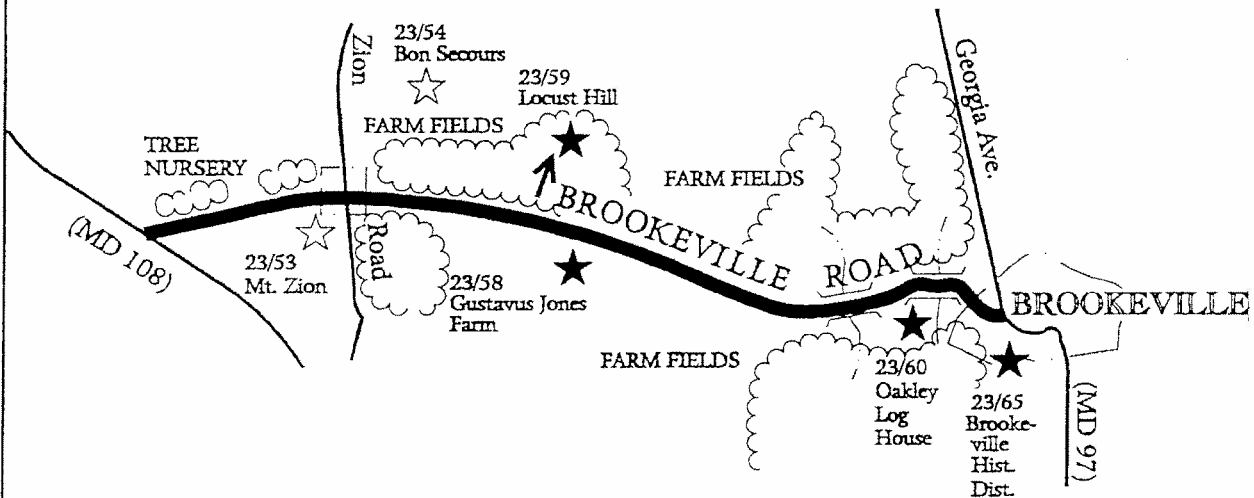 23/54
Bon Secours
Zion
23/59
Locust Hill
Georgia Ave.
FARM FIELDS
TREE
NURSERY
FARM FIELDS
BROOKEVILLE ROAD
(MD 108)
Road
23/53
Mt. Zion
23/58
Gustavus Jones
Farm
BROOKEVILLE
FARM FIELDS
23/60
Oakley
Log
House
23/65
Brooke-
ville
Hist.
Dist.
(MD 97)